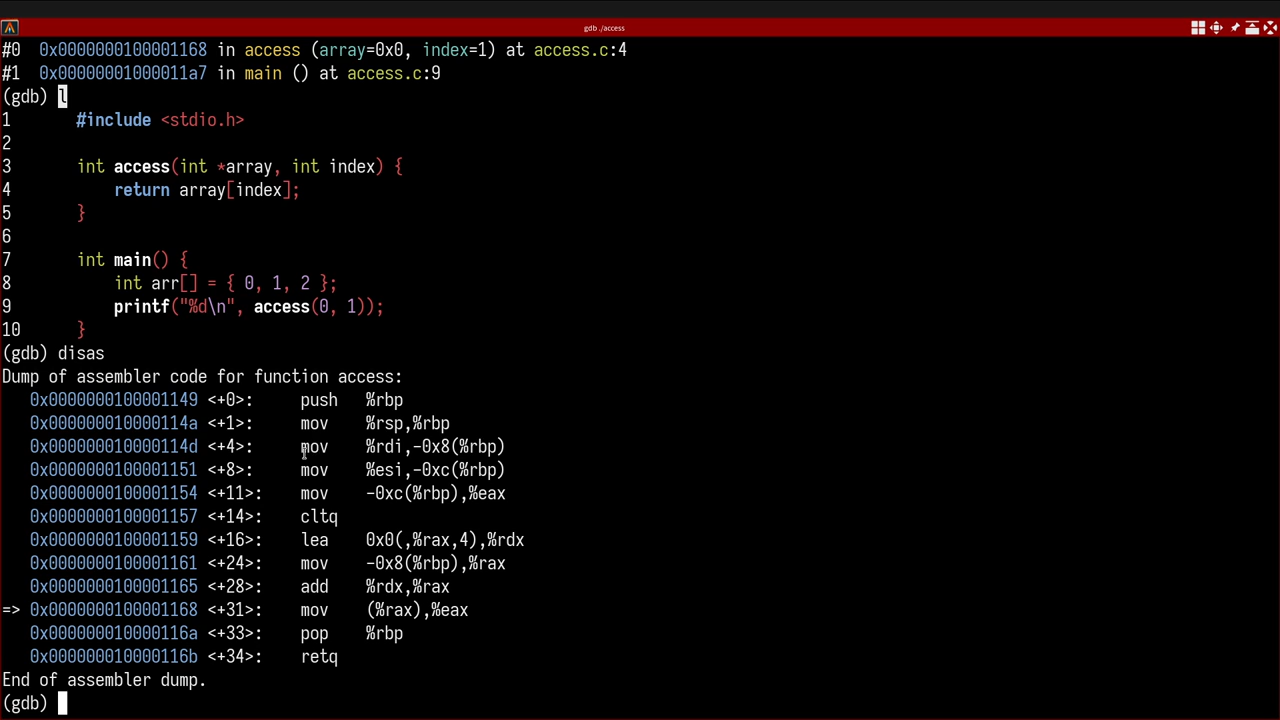 gdb ./access
#0  0x0000000100001168 in access (array=0x0, index=1) at access.c:4
#1  0x00000001000011a7 in main () at access.c:9
(gdb) l
1       #include <stdio.h>
2
3       int access(int *array, int index) {
4           return array[index];
5       }
6
7       int main() {
8           int arr[] = { 0, 1, 2 };
9           printf("%d\n", access(0, 1));
10      }
(gdb) disas
Dump of assembler code for function access:
   0x0000000100001149 <+0>:     push   %rbp
   0x000000010000114a <+1>:     mov    %rsp,%rbp
   0x000000010000114d <+4>:     mov    %rdi,-0x8(%rbp)
   0x0000000100001151 <+8>:     mov    %esi,-0xc(%rbp)
   0x0000000100001154 <+11>:    mov    -0xc(%rbp),%eax
   0x0000000100001157 <+14>:    cltq
   0x0000000100001159 <+16>:    lea    0x0(,%rax,4),%rdx
   0x0000000100001161 <+24>:    mov    -0x8(%rbp),%rax
   0x0000000100001165 <+28>:    add    %rdx,%rax
=> 0x0000000100001168 <+31>:    mov    (%rax),%eax
   0x000000010000116a <+33>:    pop    %rbp
   0x000000010000116b <+34>:    retq
End of assembler dump.
(gdb)